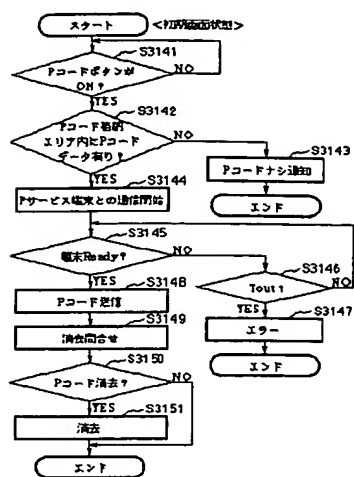 スタート
<初期画面状態>
S3141
Pコードボタンが
ON?
NO
YES
S3142
Pコード格納
エリア内にPコード
データ有り?
NO
YES
S3143
Pコードナシ通知
エンド
S3144
Pサービス端末との通信開始
S3145
端末Ready?
NO
YES
S3146
Tout?
NO
YES
S3147
エラー
エンド
S3148
Pコード送信
S3149
消去問合せ
S3150
Pコード消去?
NO
YES
S3151
消去
エンド